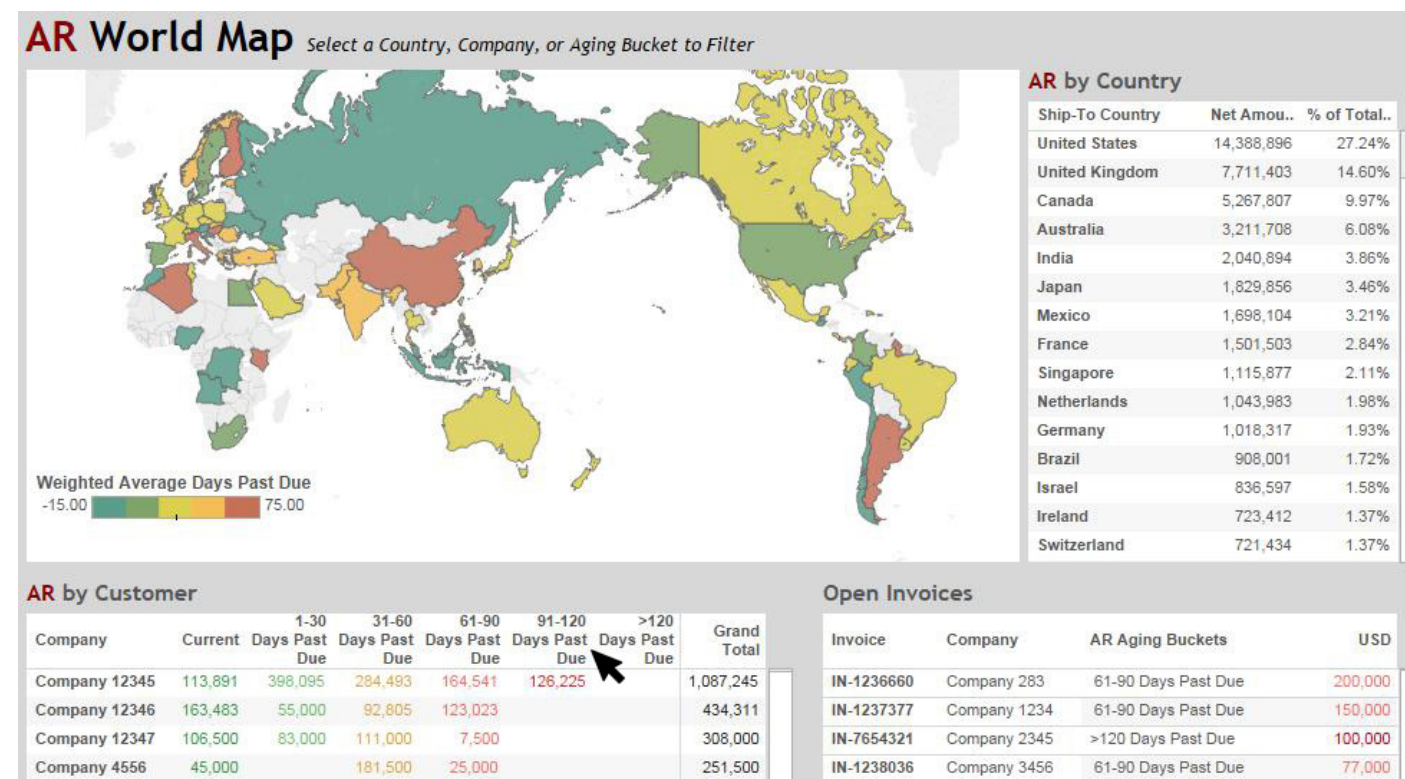 AR World Map Select a Country, Company, or Aging Bucket to Filter
AR by Country
Ship-To Country Net Amou.. % of Total..
United States 14,388,896 27.24%
United Kingdom 7,711,403 14.60%
Canada 5,267,807 9.97%
Australia 3,211,708 6.08%
India 2,040,894 3.86%
Japan 1,829,856 3.46%
Mexico 1,698,104 3.21%
France 1,501,503 2.84%
Singapore 1,115,877 2.11%
Netherlands 1,043,983 1.98%
Germany 1,018,317 1.93%
Brazil 908,001 1.72%
Israel 836,597 1.58%
Ireland 723,412 1.37%
Switzerland 721,434 1.37%
Weighted Average Days Past Due
-15.00 75.00
AR by Customer
1-30 31-60 61-90 91-120 >120
Company Current Days Past Days Past Days Past Days Past Days Past Grand Total
Due Due Due Due Due
Company 12345 113,891 398,095 284,493 164,541 126,225 1,087,245
Company 12346 163,483 55,000 92,805 123,023 434,311
Company 12347 106,500 83,000 111,000 7,500 308,000
Company 4556 45,000 181,500 25,000 251,500
Open Invoices
Invoice Company AR Aging Buckets USD
IN-1236660 Company 283 61-90 Days Past Due 200,000
IN-1237377 Company 1234 61-90 Days Past Due 150,000
IN-7654321 Company 2345 >120 Days Past Due 100,000
IN-1238036 Company 3456 61-90 Days Past Due 77,000